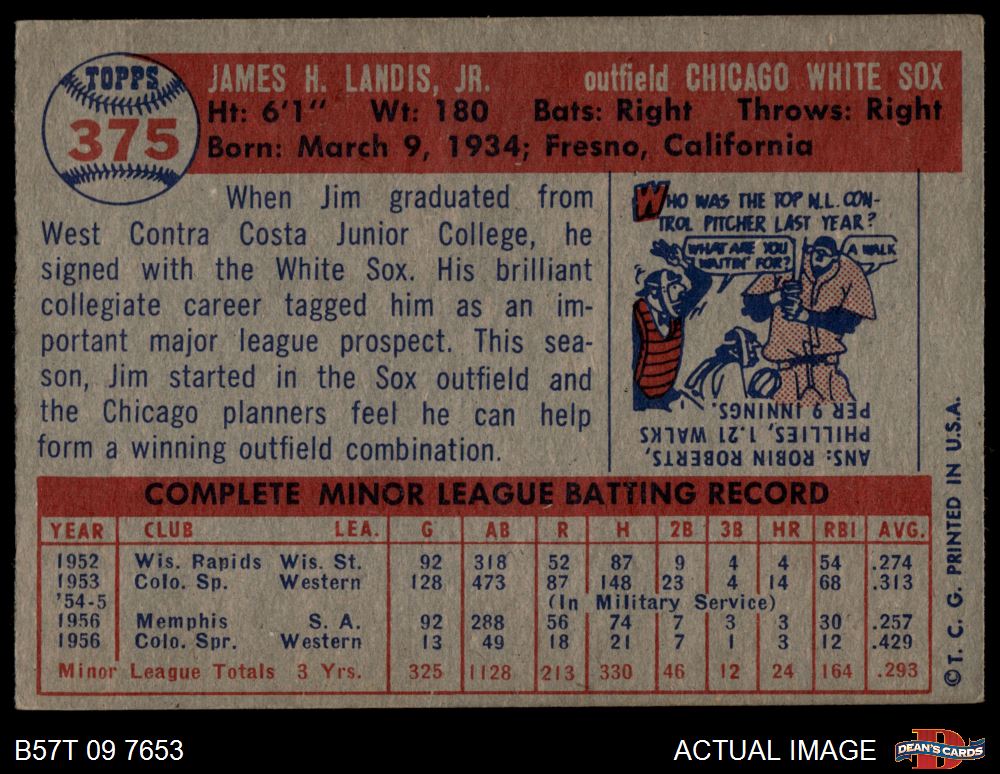 TOPPS
375
JAMES H. LANDIS, JR. outfield CHICAGO WHITE SOX
Ht: 6'1" Wt: 180 Bats: Right Throws: Right
Born: March 9, 1934; Fresno, California
When Jim graduated from
West Contra Costa Junior College, he
signed with the White Sox. His brilliant
collegiate career tagged him as an im-
portant major league prospect. This sea-
son, Jim started in the Sox outfield and
the Chicago planners feel he can help
form a winning outfield combination.
WHO WAS THE TOP N.L. CON-
TROL PITCHER LAST YEAR?
WHAT ARE YOU
WAITIN' FOR?
A WALK
ANS: ROBIN ROBERTS,
PHILLIES, 1.21 WALKS
PER 9 INNINGS.
COMPLETE MINOR LEAGUE BATTING RECORD
YEAR CLUB LEA. G AB R H 2B 3B HR RBI AVG.
1952 Wis. Rapids Wis. St. 92 318 52 87 9 4 4 54 .274
1953 Colo. Sp. Western 128 473 87 148 23 4 14 68 .313
'54-5 (In Military Service)
1956 Memphis S. A. 92 288 56 74 7 3 3 30 .257
1956 Colo. Spr. Western 13 49 18 21 7 1 3 12 .429
Minor League Totals 3 Yrs. 325 1128 213 330 46 12 24 164 .293
©T. C. G. PRINTED IN U.S.A.
B57T 09 7653
ACTUAL IMAGE
DEAN'S CARDS